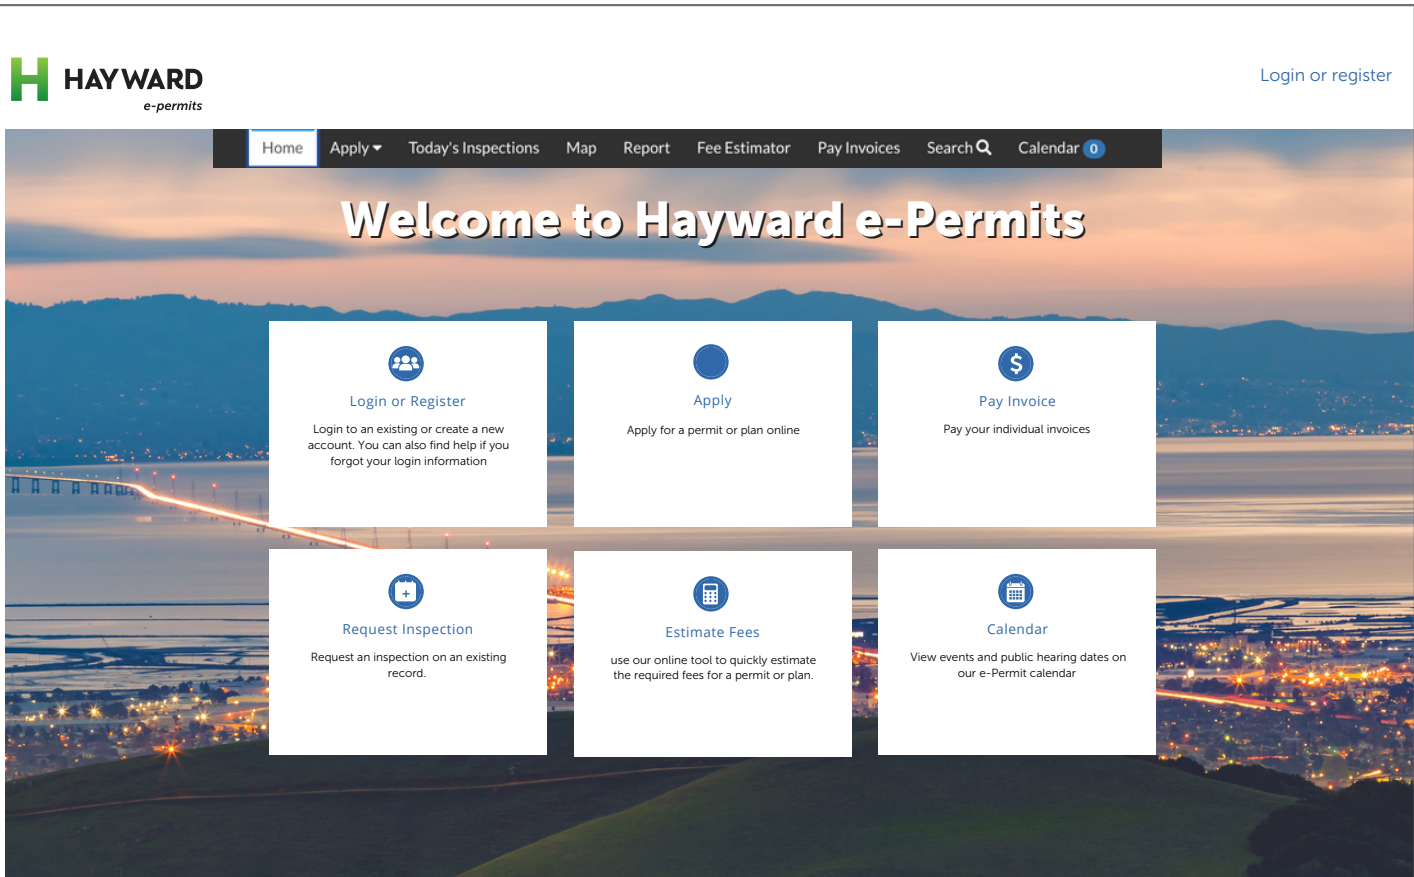 HAYWARD
e-permits
Login or register
Home Apply Today's Inspections Map Report Fee Estimator Pay Invoices Search Calendar 0
Welcome to Hayward e-Permits
Login or Register
Login to an existing or create a new
account. You can also find help if you
forgot your login information
Apply
Apply for a permit or plan online
Pay Invoice
Pay your individual invoices
Request Inspection
Request an inspection on an existing
record.
Estimate Fees
use our online tool to quickly estimate
the required fees for a permit or plan.
Calendar
View events and public hearing dates on
our e-Permit calendar